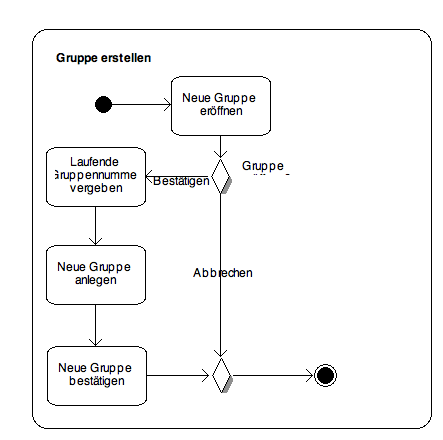 Gruppe erstellen
Neue Gruppe
eröffnen
Laufende
Gruppennumme
vergeben
Bestätigen
Gruppe
Neue Gruppe
anlegen
Abbrechen
Neue Gruppe
bestätigen